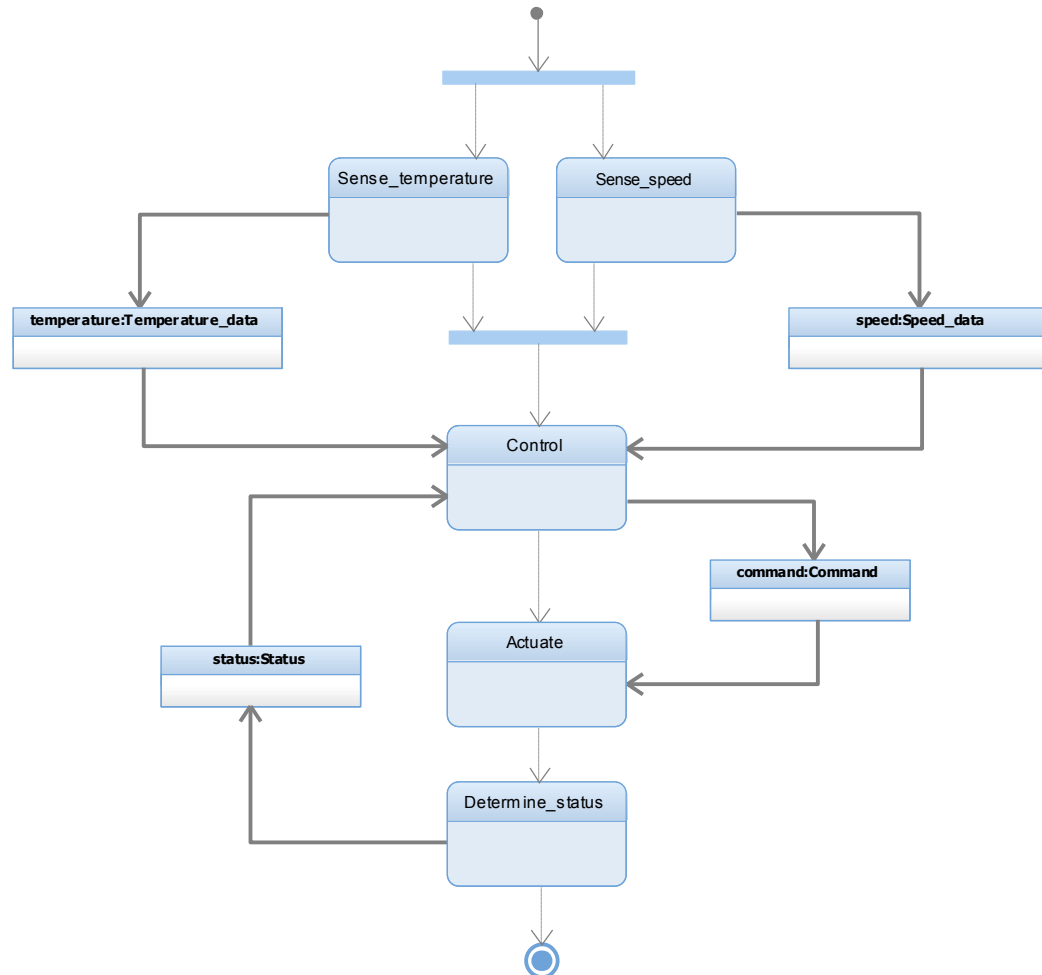 Sense_temperature
Sense_speed
temperature:Temperature_data
speed:Speed_data
Control
command:Command
Actuate
status:Status
Determine_status